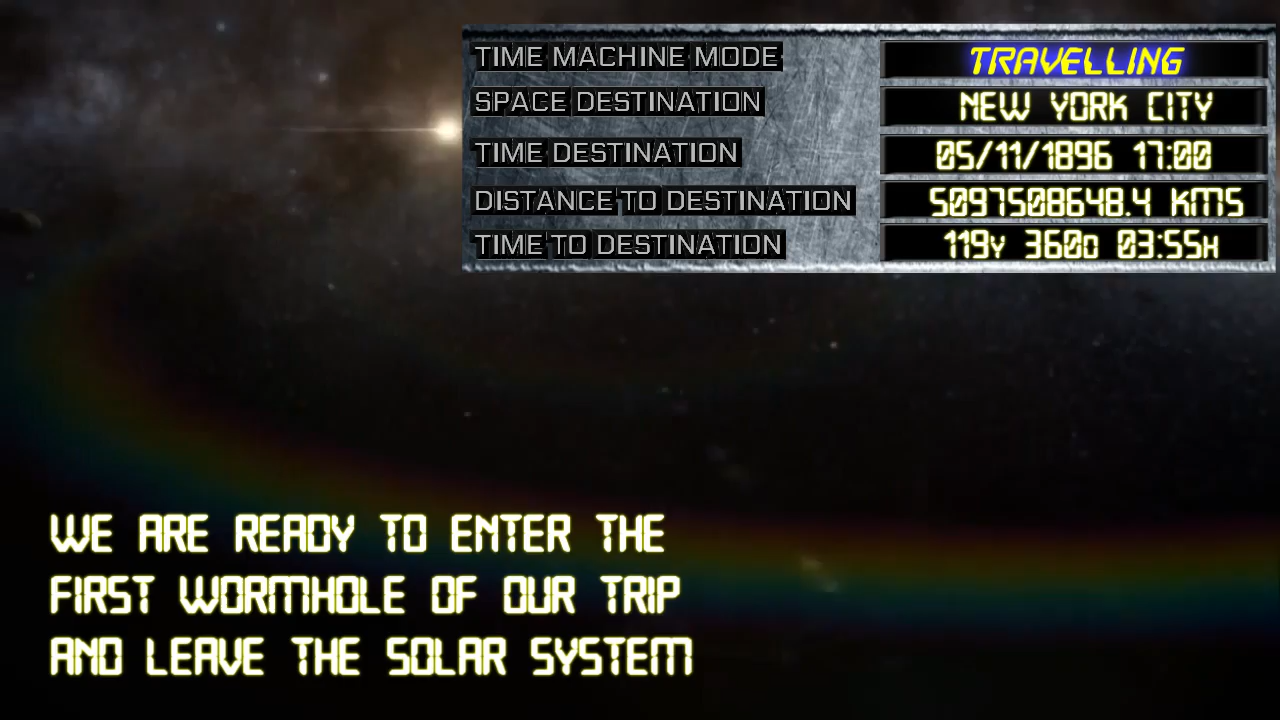 TIME MACHINE MODE TRAVELLING
SPACE DESTINATION NEW YORK CITY
TIME DESTINATION 05/11/1896 17:00
DISTANCE TO DESTINATION 5097508648.4 KMS
TIME TO DESTINATION 119Y 360D 03:55H
WE ARE READY TO ENTER THE
FIRST WORMHOLE OF OUR TRIP
AND LEAVE THE SOLAR SYSTEM